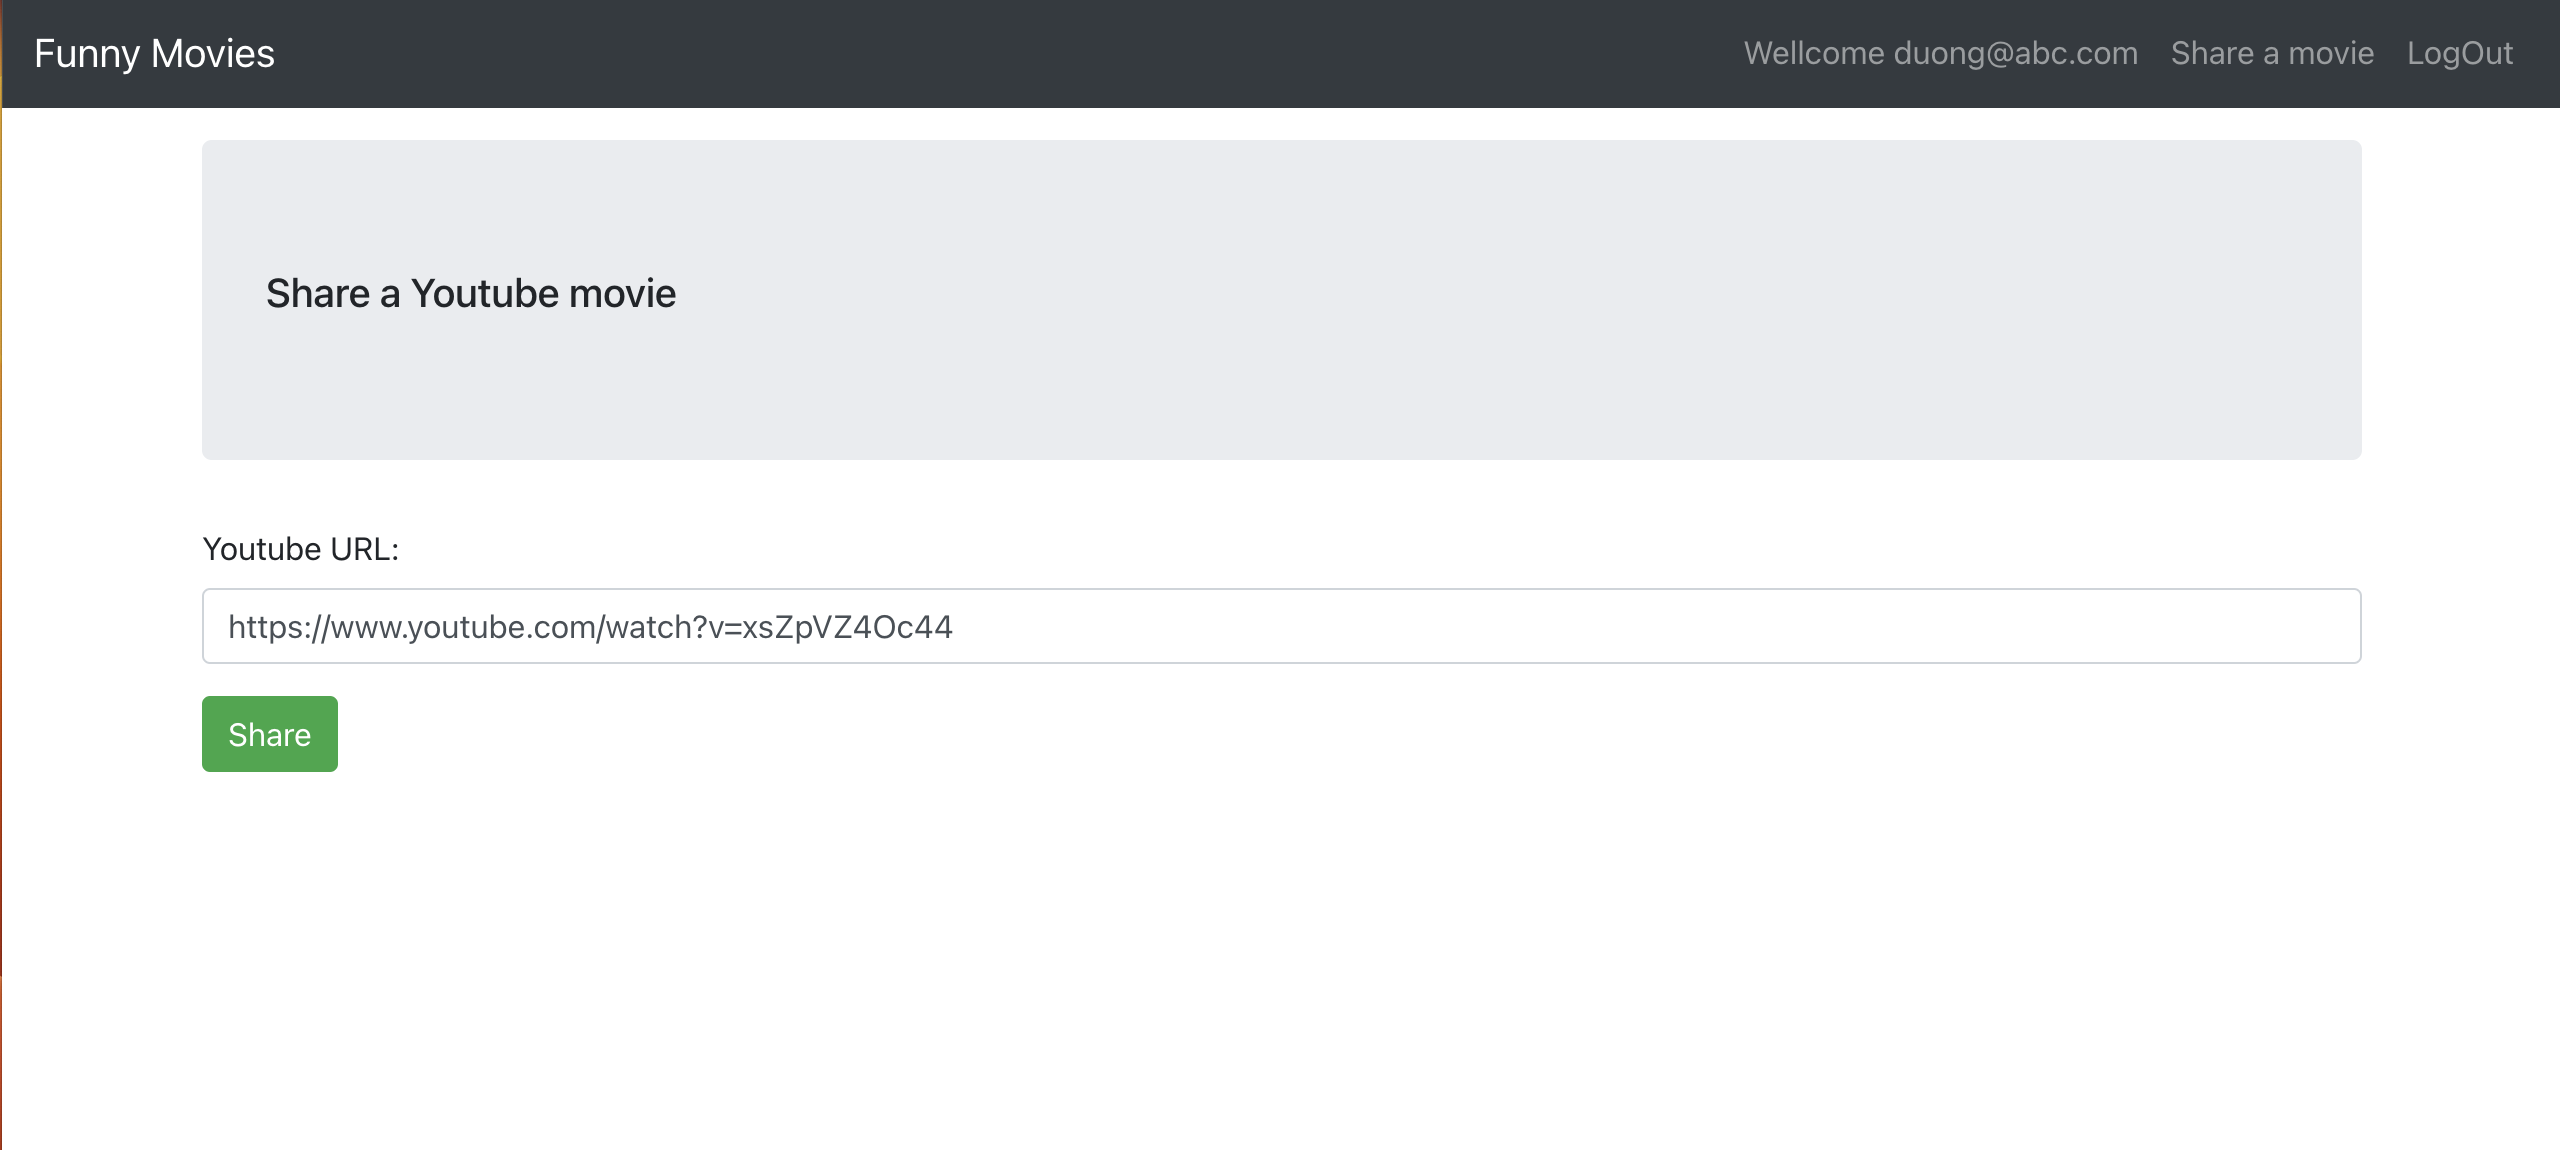 Funny Movies Wellcome duong@abc.com Share a movie LogOut
Share a Youtube movie
Youtube URL:
https://www.youtube.com/watch?v=xsZpVZ4Oc44
Share